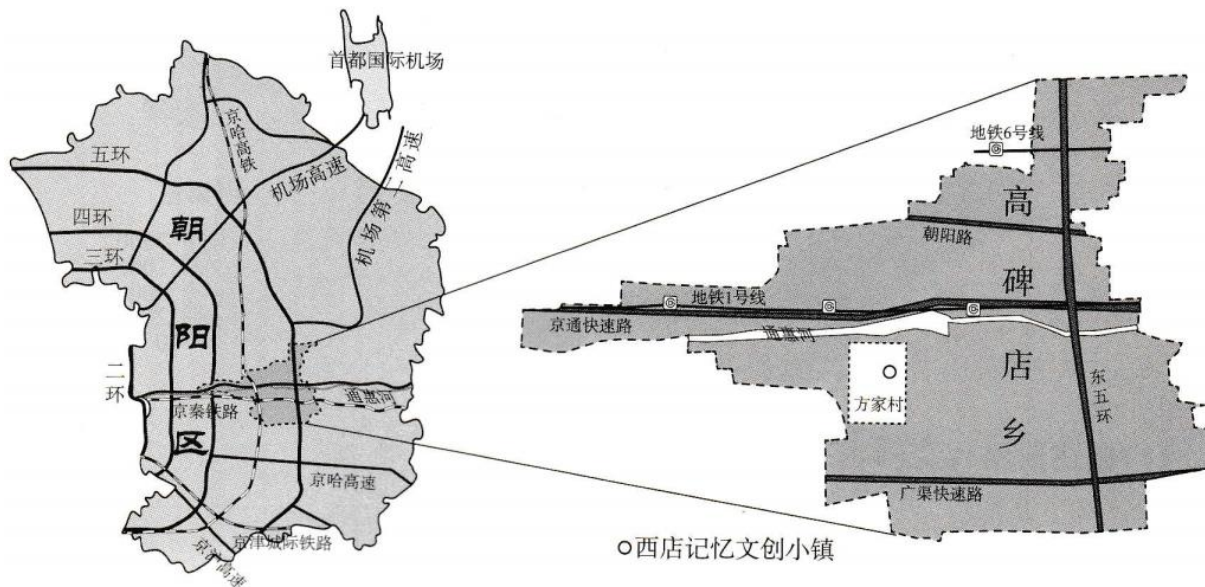 首都国际机场
京哈高铁
五环
机场高速
机场第二高速
四环
朝
三环
阳
二环
通惠河
京秦铁路
区
京哈高速
京津城际铁路
京沪高速
地铁6号线
高
朝阳路
碑
地铁1号线
京通快速路
通惠河
店
方家村
东五环
乡
广渠快速路
西店记忆文创小镇